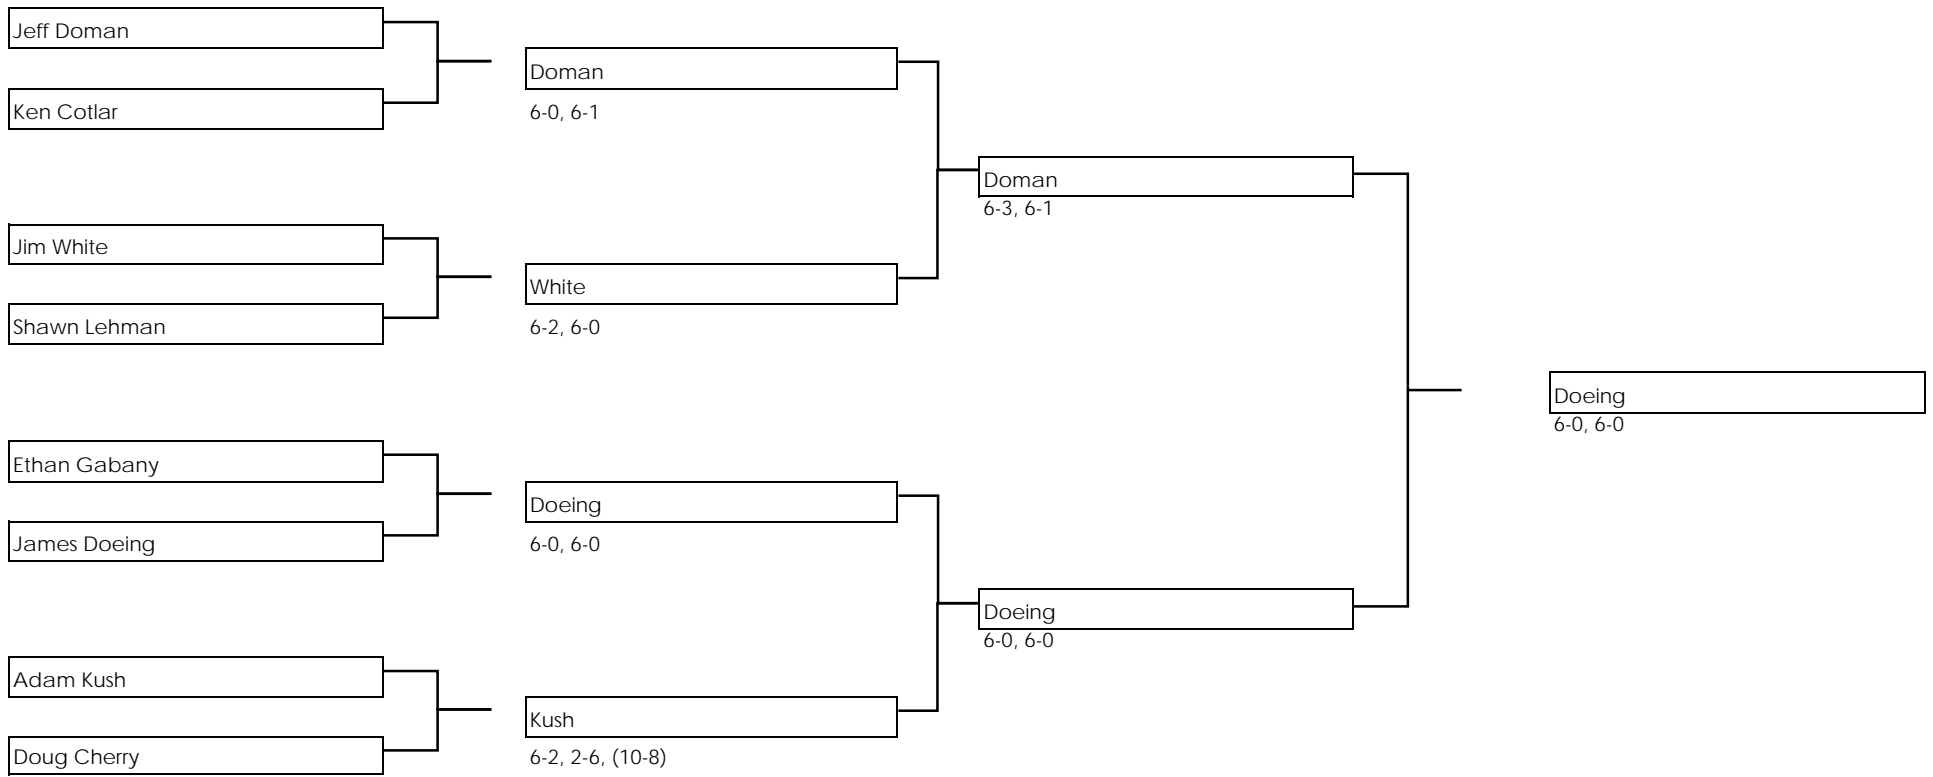 Jeff Doman
Ken Cotlar
Jim White
Shawn Lehman
Ethan Gabany
James Doeing
Adam Kush
Doug Cherry
Doman
6-0, 6-1
White
6-2, 6-0
Doeing
6-0, 6-0
Kush
6-2, 2-6, (10-8)
Doman
6-3, 6-1
Doeing
6-0, 6-0
Doeing
6-0, 6-0